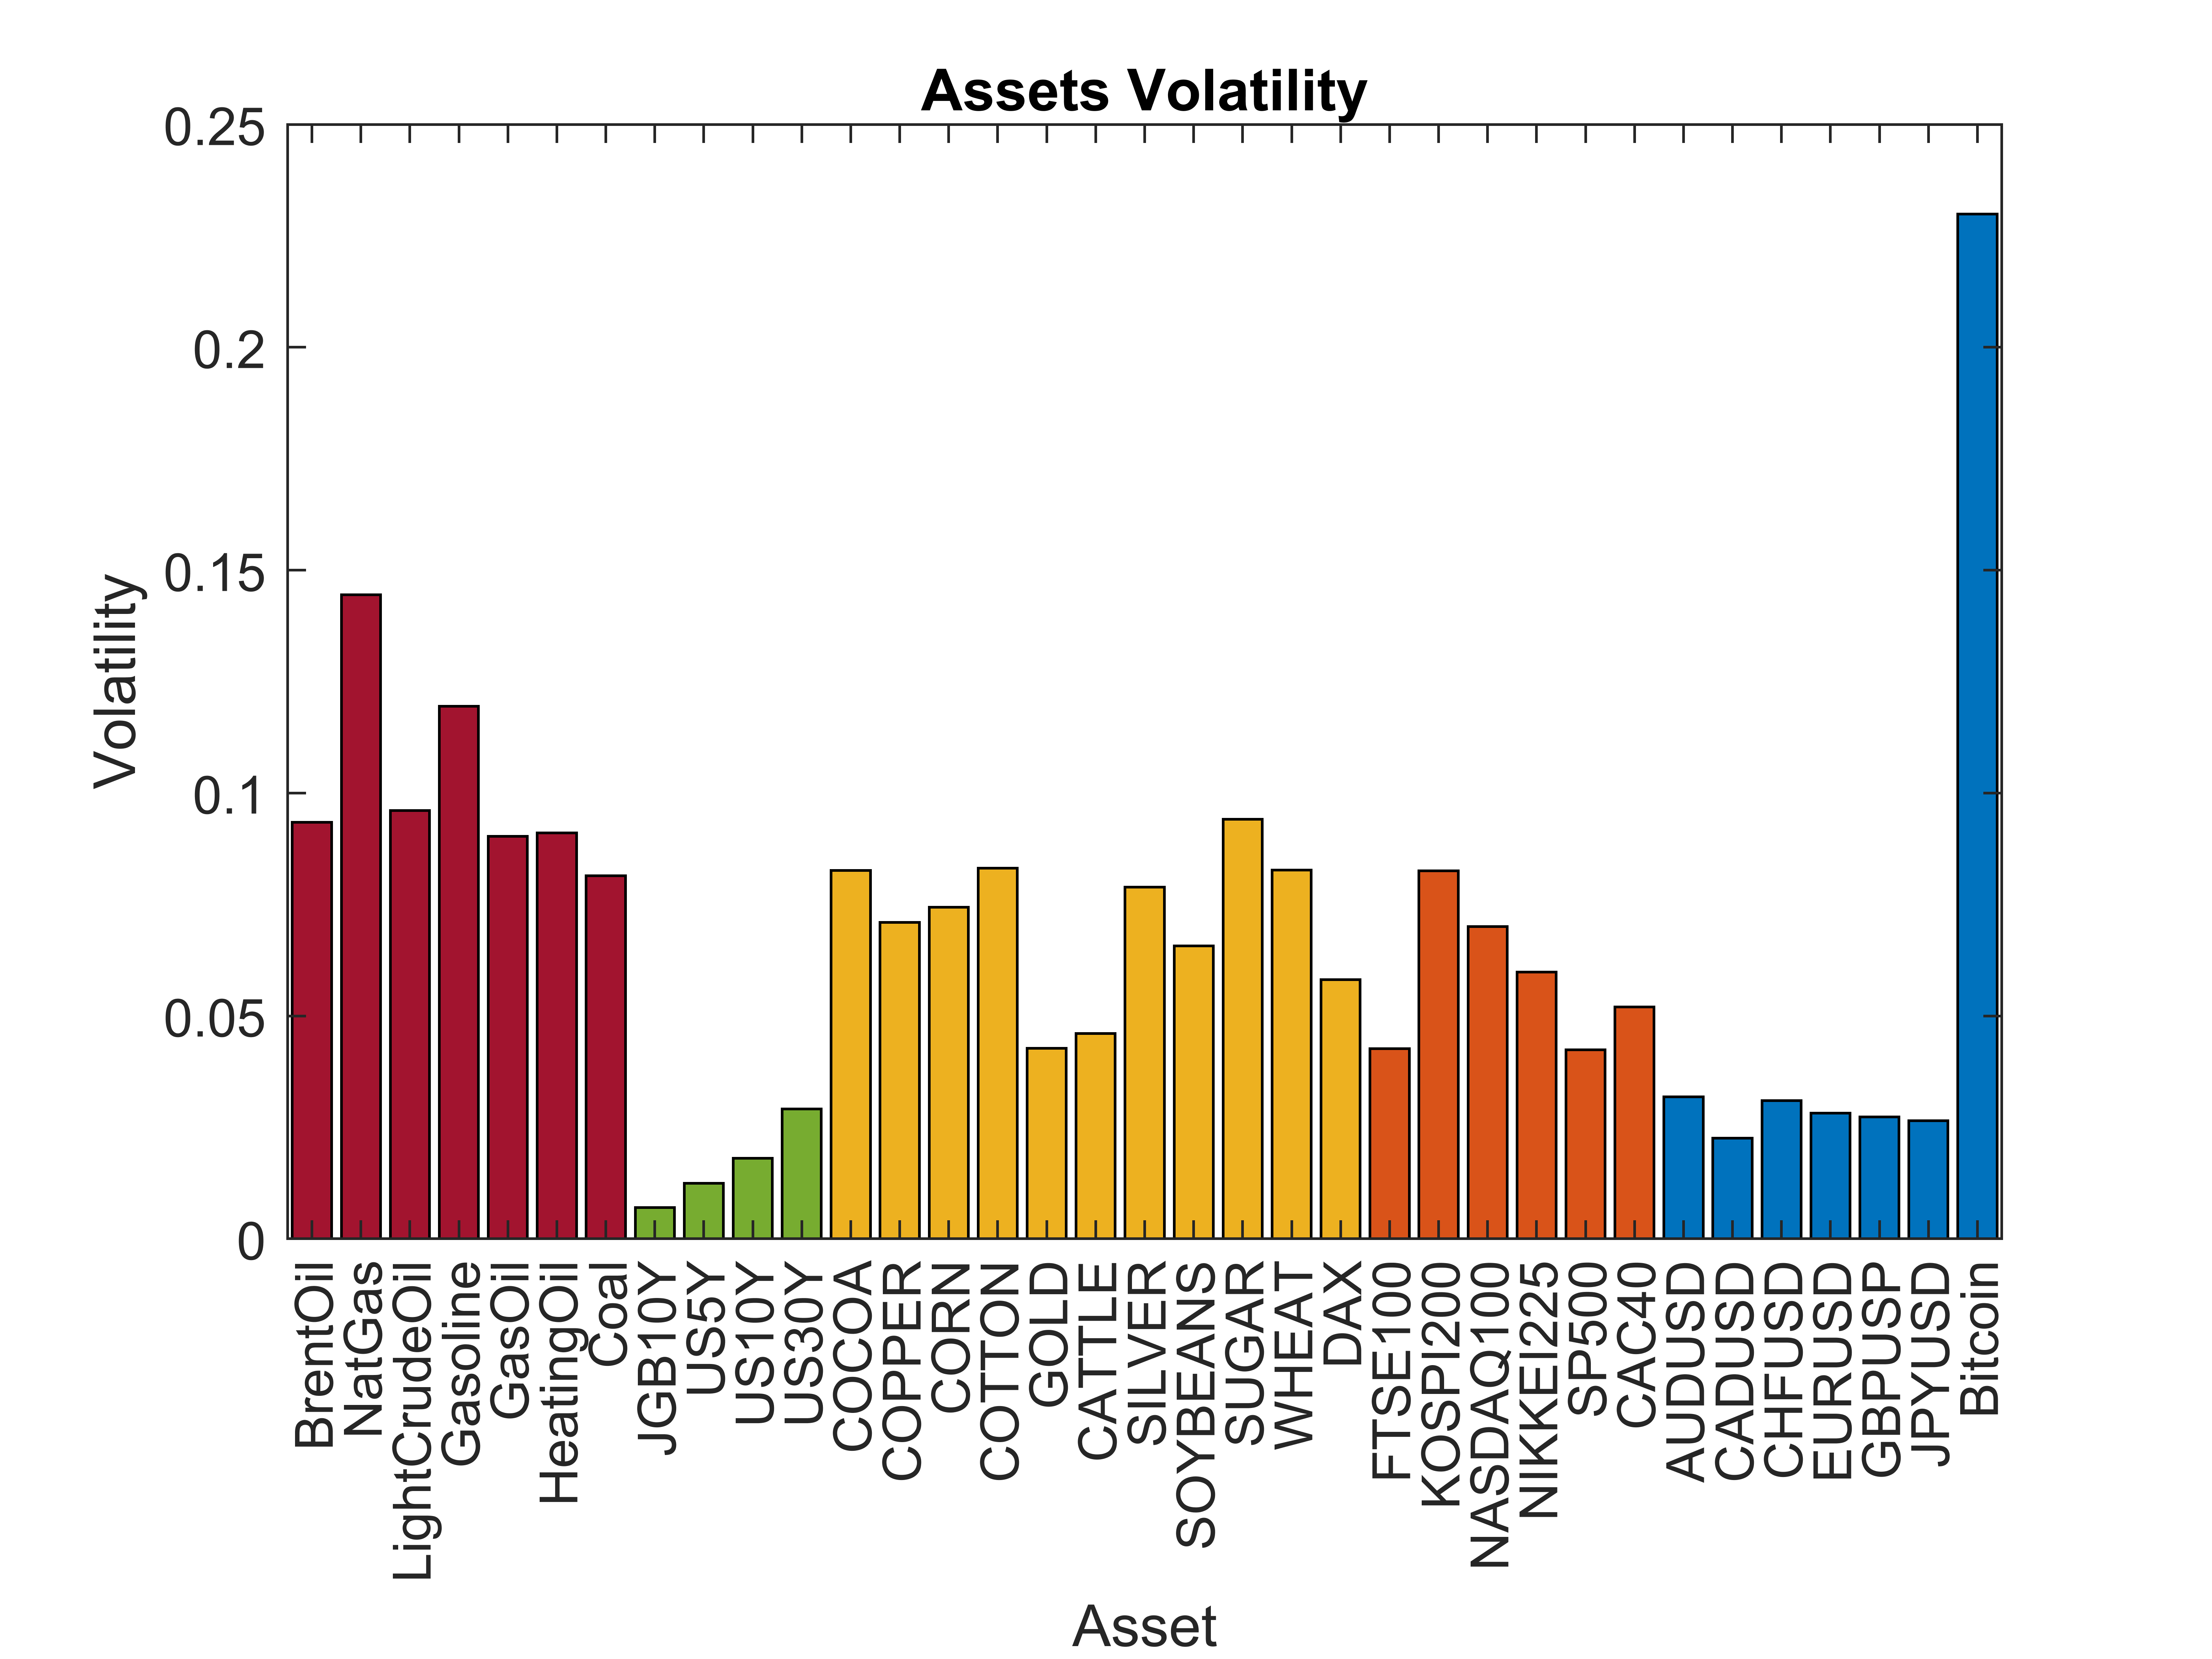 Assets Volatility
0.25
0.2
0.15
0.1
0.05
0
Volatility
BrentOil
NatGas
LightCrudeOil
Gasoline
GasOil
HeatingOil
Coal
JGB10Y
US5Y
US10Y
US30Y
COCOA
COPPER
CORN
COTTON
GOLD
CATTLE
SILVER
SOYBEANS
SUGAR
WHEAT
DAX
FTSE100
KOSPI200
NASDAQ100
NIKKEI225
SP500
CAC40
AUDUSD
CADUSD
CHFUSD
EURUSD
GBPUSP
JPYUSD
Bitcoin
Asset